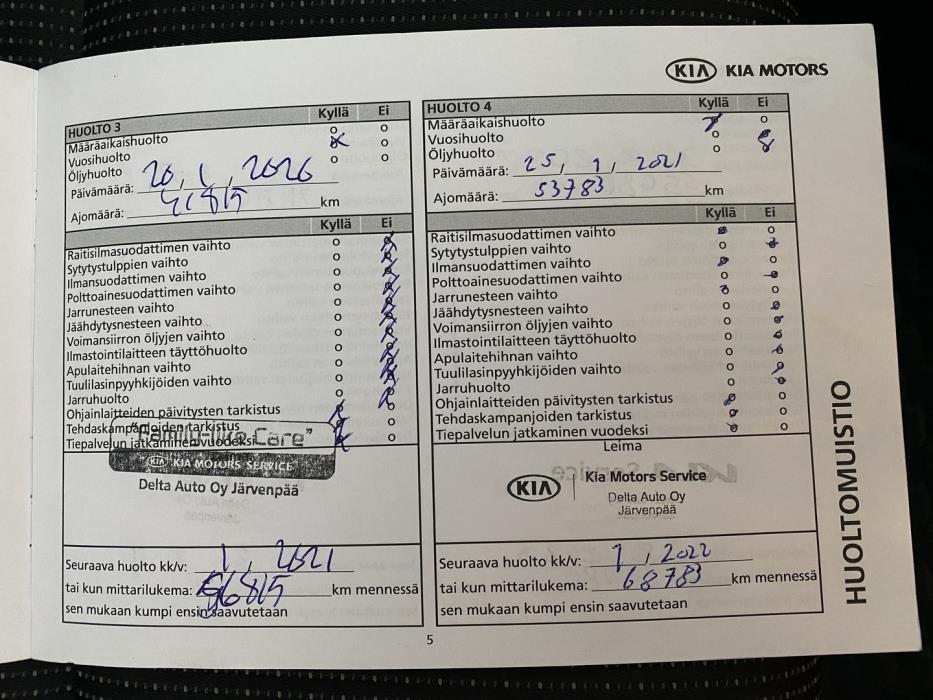 KIA KIA MOTORS
HUOLTO 3 Kyllä Ei
Määräaikaishuolto o o
Vuosihuolto o
Öljyhuolto o o
Päivämäärä: 20, 1, 2020
Ajomäärä: 41815 km
Kyllä Ei
Raitisilmasuodattimen vaihto o
Sytytystulppien vaihto o
Ilmansuodattimen vaihto o
Polttoainesuodattimen vaihto o
Jarrunesteen vaihto o
Jäähdytysnesteen vaihto o
Voimansiirron öljyjen vaihto o
Ilmastointilaitteen täyttöhuolto o
Apulaitehihnan vaihto o
Tuulilasinpyyhkijöiden vaihto o
Jarruhuolto o
Ohjainlaitteiden päivitysten tarkistus o
Tehdaskampanjoiden tarkistus o
Tiepalvelun jatkaminen vuodeksi o
"Family-like Care"
KIA KIA MOTORS SERVICE
Delta Auto Oy Järvenpää
Seuraava huolto kk/v: 1, 2021
tai kun mittarilukema: 56815 km mennessä
sen mukaan kumpi ensin saavutetaan
HUOLTO 4 Kyllä Ei
Määräaikaishuolto o
Vuosihuolto o
Öljyhuolto o
Päivämäärä: 25, 1, 2021
Ajomäärä: 53783 km
Kyllä Ei
Raitisilmasuodattimen vaihto o
Sytytystulppien vaihto o
Ilmansuodattimen vaihto o
Polttoainesuodattimen vaihto o
Jarrunesteen vaihto o
Jäähdytysnesteen vaihto o
Voimansiirron öljyjen vaihto o
Ilmastointilaitteen täyttöhuolto o
Apulaitehihnan vaihto o
Tuulilasinpyyhkijöiden vaihto o
Jarruhuolto o
Ohjainlaitteiden päivitysten tarkistus o
Tehdaskampanjoiden tarkistus o
Tiepalvelun jatkaminen vuodeksi o
Leima
KIA Kia Motors Service
Delta Auto Oy
Järvenpää
Seuraava huolto kk/v: 1, 2022
tai kun mittarilukema: 68783 km mennessä
sen mukaan kumpi ensin saavutetaan
HUOLTOMUISTIO
5